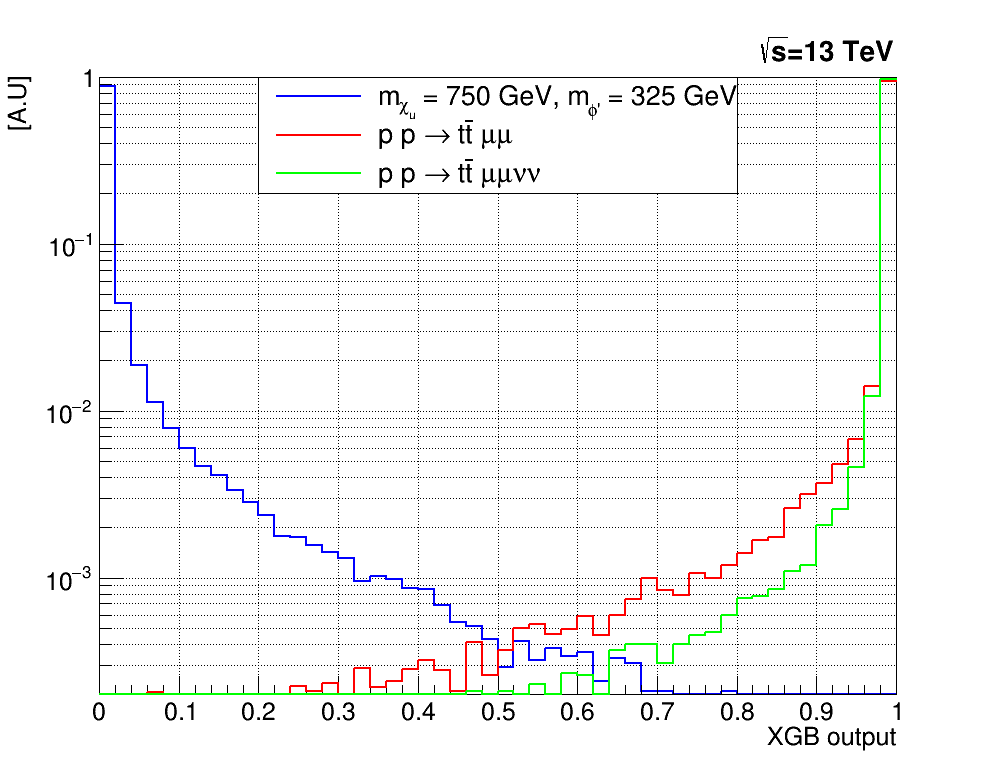 √s=13 TeV
[A.U]
m_χ_u = 750 GeV, m_ϕ' = 325 GeV
p p → tt̄ μμ
p p → tt̄ μμνν
1
10⁻¹
10⁻²
10⁻³
0 0.1 0.2 0.3 0.4 0.5 0.6 0.7 0.8 0.9 1
XGB output